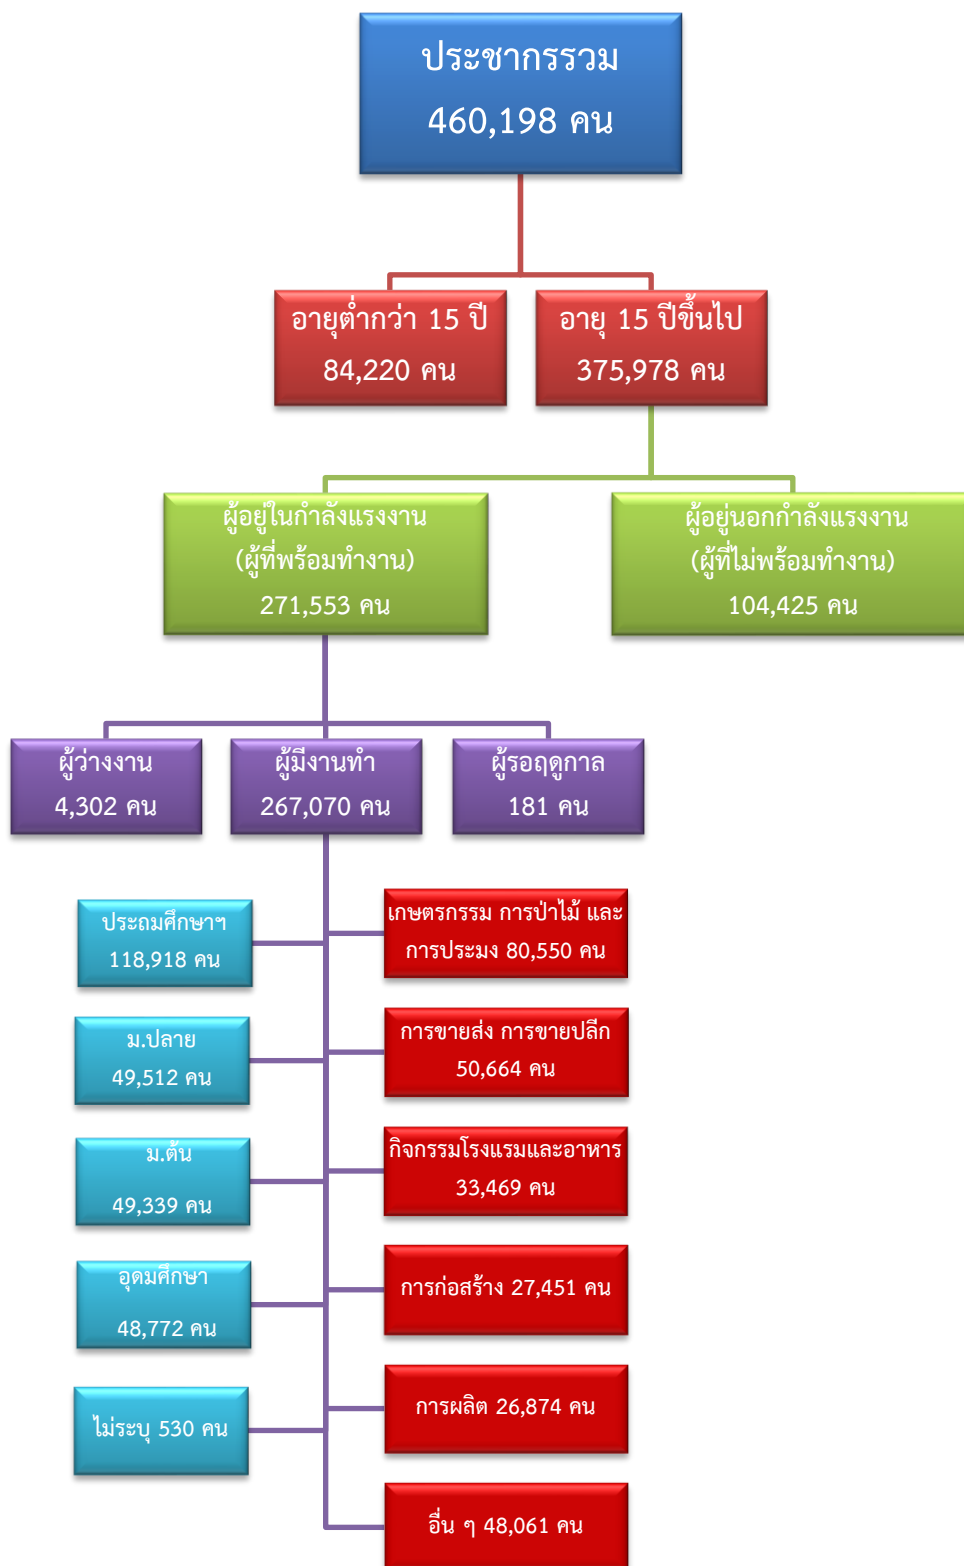 ประชากรรวม
460,198 คน
อายุต่ำกว่า 15 ปี
84,220 คน
อายุ 15 ปีขึ้นไป
375,978 คน
ผู้อยู่ในกำลังแรงงาน
(ผู้ที่พร้อมทำงาน)
271,553 คน
ผู้อยู่นอกกำลังแรงงาน
(ผู้ที่ไม่พร้อมทำงาน)
104,425 คน
ผู้ว่างงาน
4,302 คน
ผู้มีงานทำ
267,070 คน
ผู้รอฤดูกาล
181 คน
ประถมศึกษาฯ
118,918 คน
ม.ปลาย
49,512 คน
ม.ต้น
49,339 คน
อุดมศึกษา
48,772 คน
ไม่ระบุ 530 คน
เกษตรกรรม การป่าไม้ และ
การประมง 80,550 คน
การขายส่ง การขายปลีก
50,664 คน
กิจกรรมโรงแรมและอาหาร
33,469 คน
การก่อสร้าง 27,451 คน
การผลิต 26,874 คน
อื่น ๆ 48,061 คน